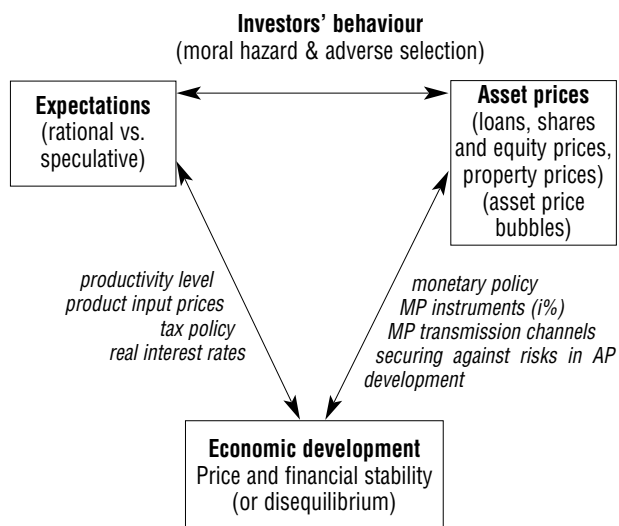 Investors’ behaviour
(moral hazard & adverse selection)
Expectations
(rational vs.
speculative)
Asset prices
(loans, shares
and equity prices,
property prices)
(asset price
bubbles)
productivity level
product input prices
tax policy
real interest rates
monetary policy
MP instruments (i%)
MP transmission channels
securing against risks in AP
development
Economic development
Price and financial stability
(or disequilibrium)